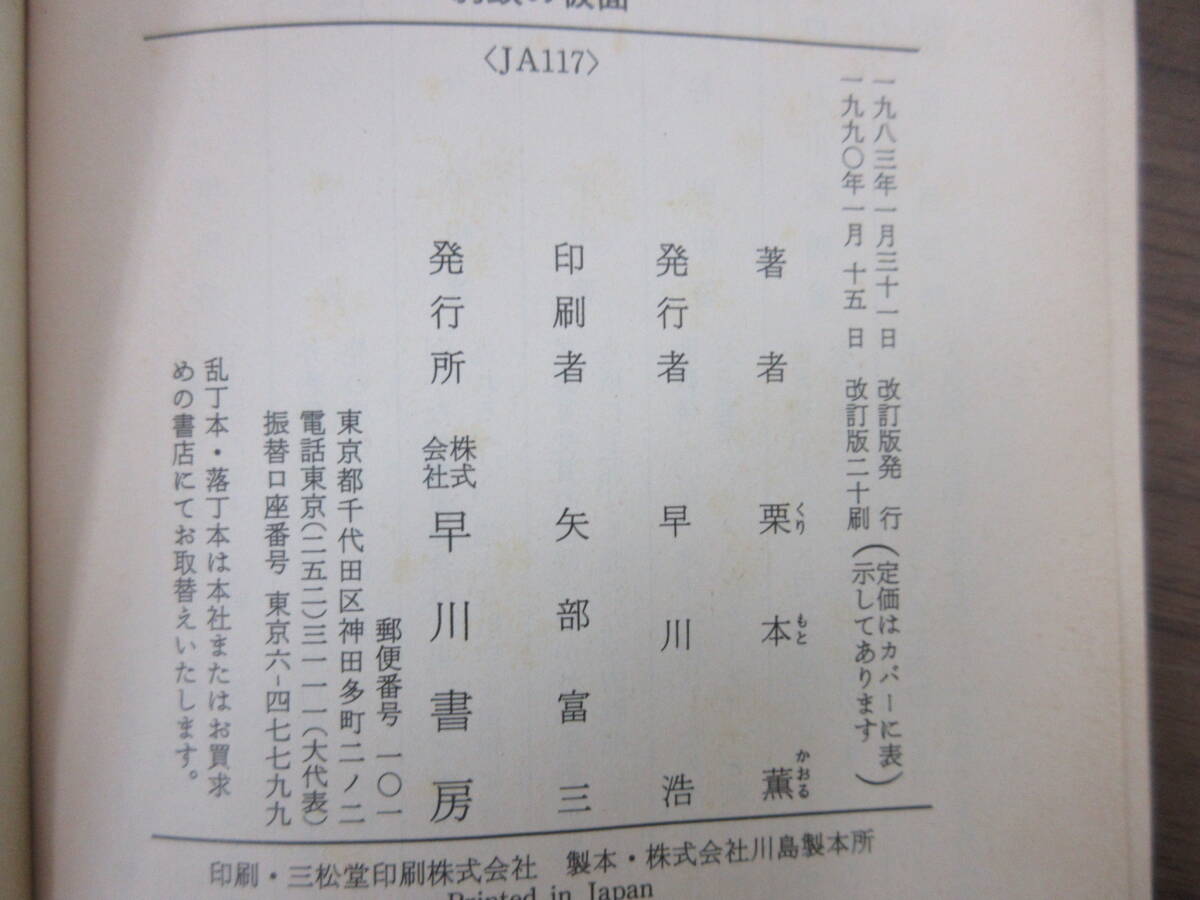 の仮面
〈JA117〉
一九八三年一月三十一日 改訂版発行
一九九〇年一月十五日 改訂版二十刷
(定価はカバーに表
示してあります)
著者 栗本薫
くりもとかおる
発行者 早川浩
印刷者 矢部富三
発行所 株式会社 早川書房
郵便番号 一〇一
東京都千代田区神田多町二ノ二
電話東京(二五二)三一一一(大代表)
振替口座番号 東京六-四七七九九
乱丁本・落丁本は本社またはお買求
めの書店にてお取替えいたします。
印刷・三松堂印刷株式会社 製本・株式会社川島製本所
Printed in Japan